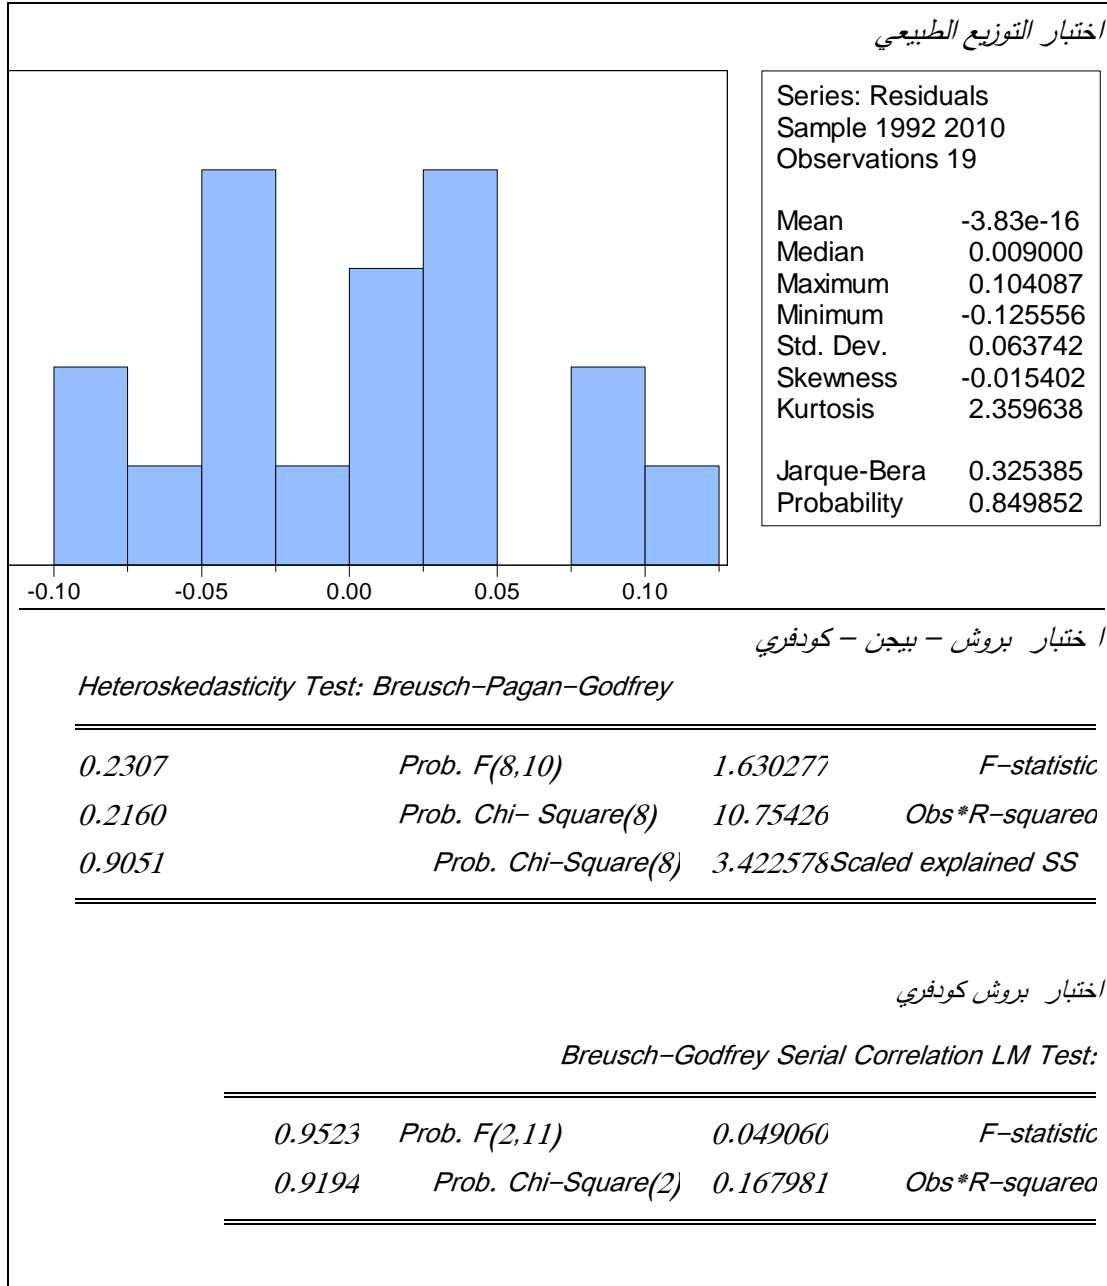 اختبار التوزيع الطبيعي
Series: Residuals
Sample 1992 2010
Observations 19
Mean -3.83e-16
Median 0.009000
Maximum 0.104087
Minimum -0.125556
Std. Dev. 0.063742
Skewness -0.015402
Kurtosis 2.359638
Jarque-Bera 0.325385
Probability 0.849852
-0.10 -0.05 0.00 0.05 0.10
ا ختبار بروش – بيجن – كودفري
Heteroskedasticity Test: Breusch-Pagan-Godfrey
0.2307 Prob. F(8,10) 1.630277 F-statistic
0.2160 Prob. Chi- Square(8) 10.75426 Obs*R-squared
0.9051 Prob. Chi-Square(8) 3.422578 Scaled explained SS
اختبار بروش كودفري
Breusch-Godfrey Serial Correlation LM Test:
0.9523 Prob. F(2,11) 0.049060 F-statistic
0.9194 Prob. Chi-Square(2) 0.167981 Obs*R-squared